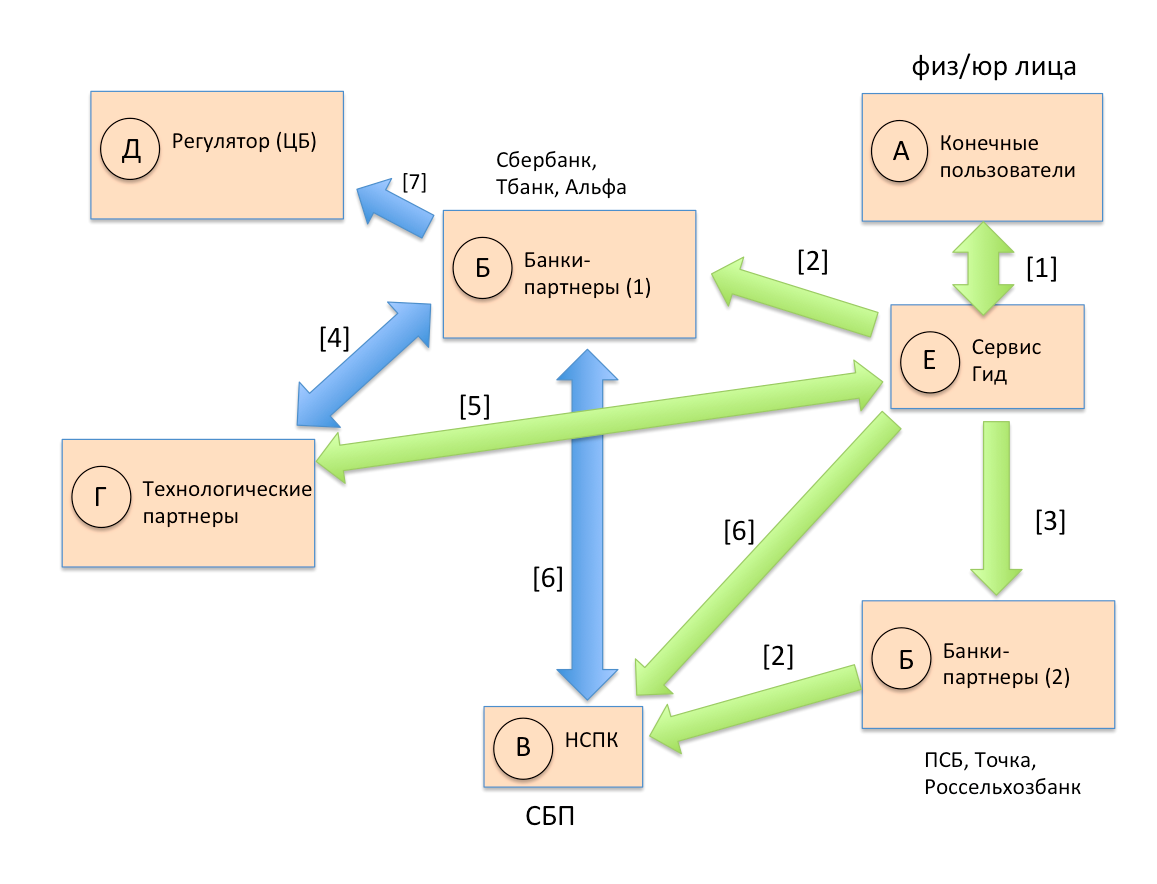 физ/юр лица
Д
Регулятор (ЦБ)
А
Конечные
пользователи
Сбербанк,
Тбанк, Альфа
[7]
Б
Банки-
партнеры (1)
[2]
[1]
Е
Сервис
Гид
[4]
[5]
Г
Технологические
партнеры
[6]
[3]
[6]
[2]
Б
Банки-
партнеры (2)
В
НСПК
СБП
ПСБ, Точка,
Россельхозбанк